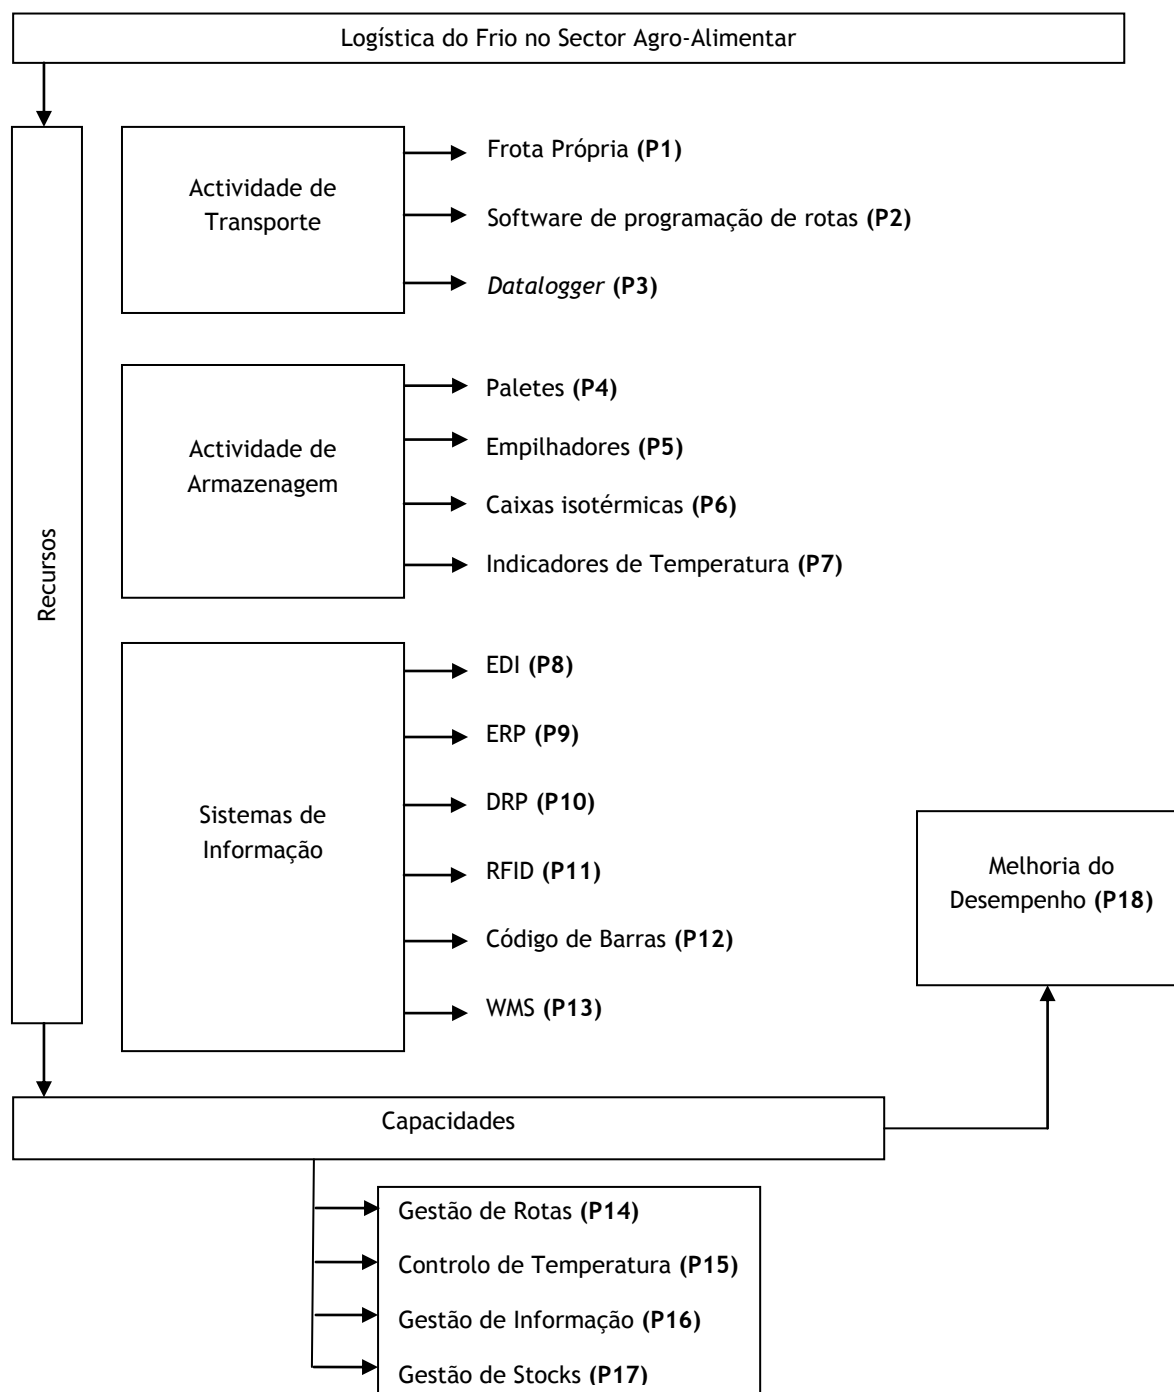 Logística do Frio no Sector Agro-Alimentar
Recursos
Actividade de
Transporte
Frota Própria (P1)
Software de programação de rotas (P2)
Datalogger (P3)
Actividade de
Armazenagem
Paletes (P4)
Empilhadores (P5)
Caixas isotérmicas (P6)
Indicadores de Temperatura (P7)
Sistemas de
Informação
EDI (P8)
ERP (P9)
DRP (P10)
RFID (P11)
Código de Barras (P12)
WMS (P13)
Melhoria do
Desempenho (P18)
Capacidades
Gestão de Rotas (P14)
Controlo de Temperatura (P15)
Gestão de Informação (P16)
Gestão de Stocks (P17)